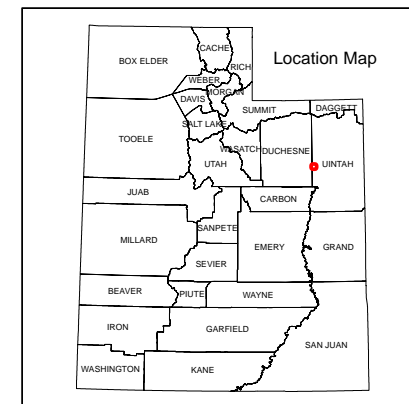 Location Map
BOX ELDER
CACHE
RICH
WEBER
MORGAN
DAVIS
SUMMIT
DAGGETT
SALT LAKE
TOOELE
WASATCH
DUCHESNE
UINTAH
UTAH
JUAB
CARBON
SANPETE
MILLARD
EMERY
GRAND
SEVIER
BEAVER
PIUTE
WAYNE
IRON
GARFIELD
SAN JUAN
WASHINGTON
KANE